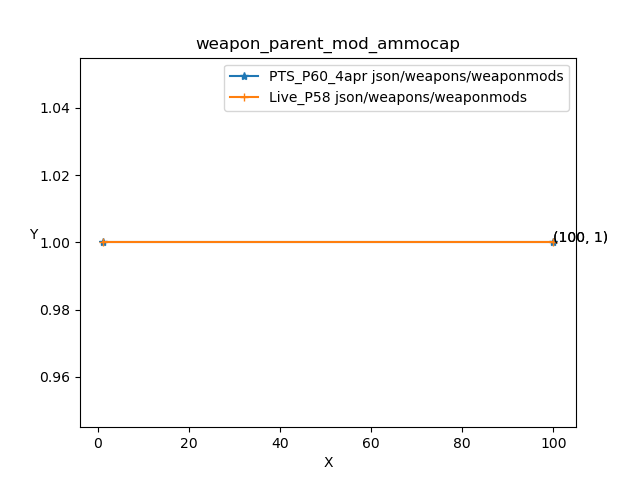 weapon_parent_mod_ammocap
PTS_P60_4apr json/weapons/weaponmods
Live_P58 json/weapons/weaponmods
1.04
1.02
1.00
0.98
0.96
Y
(100, 1)
0 20 40 60 80 100
X